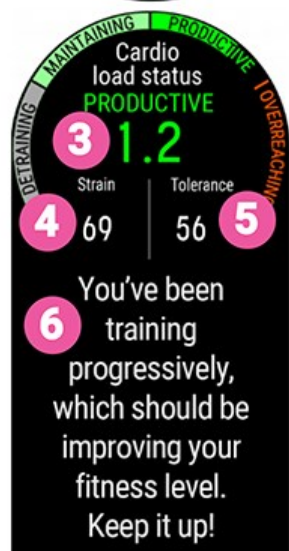 DETRAINING
MAINTAINING
PRODUCTIVE
OVERREACHING
Cardio
load status
PRODUCTIVE
3
1.2
Strain
Tolerance
4
69
56
5
6
You've been
training
progressively,
which should be
improving your
fitness level.
Keep it up!